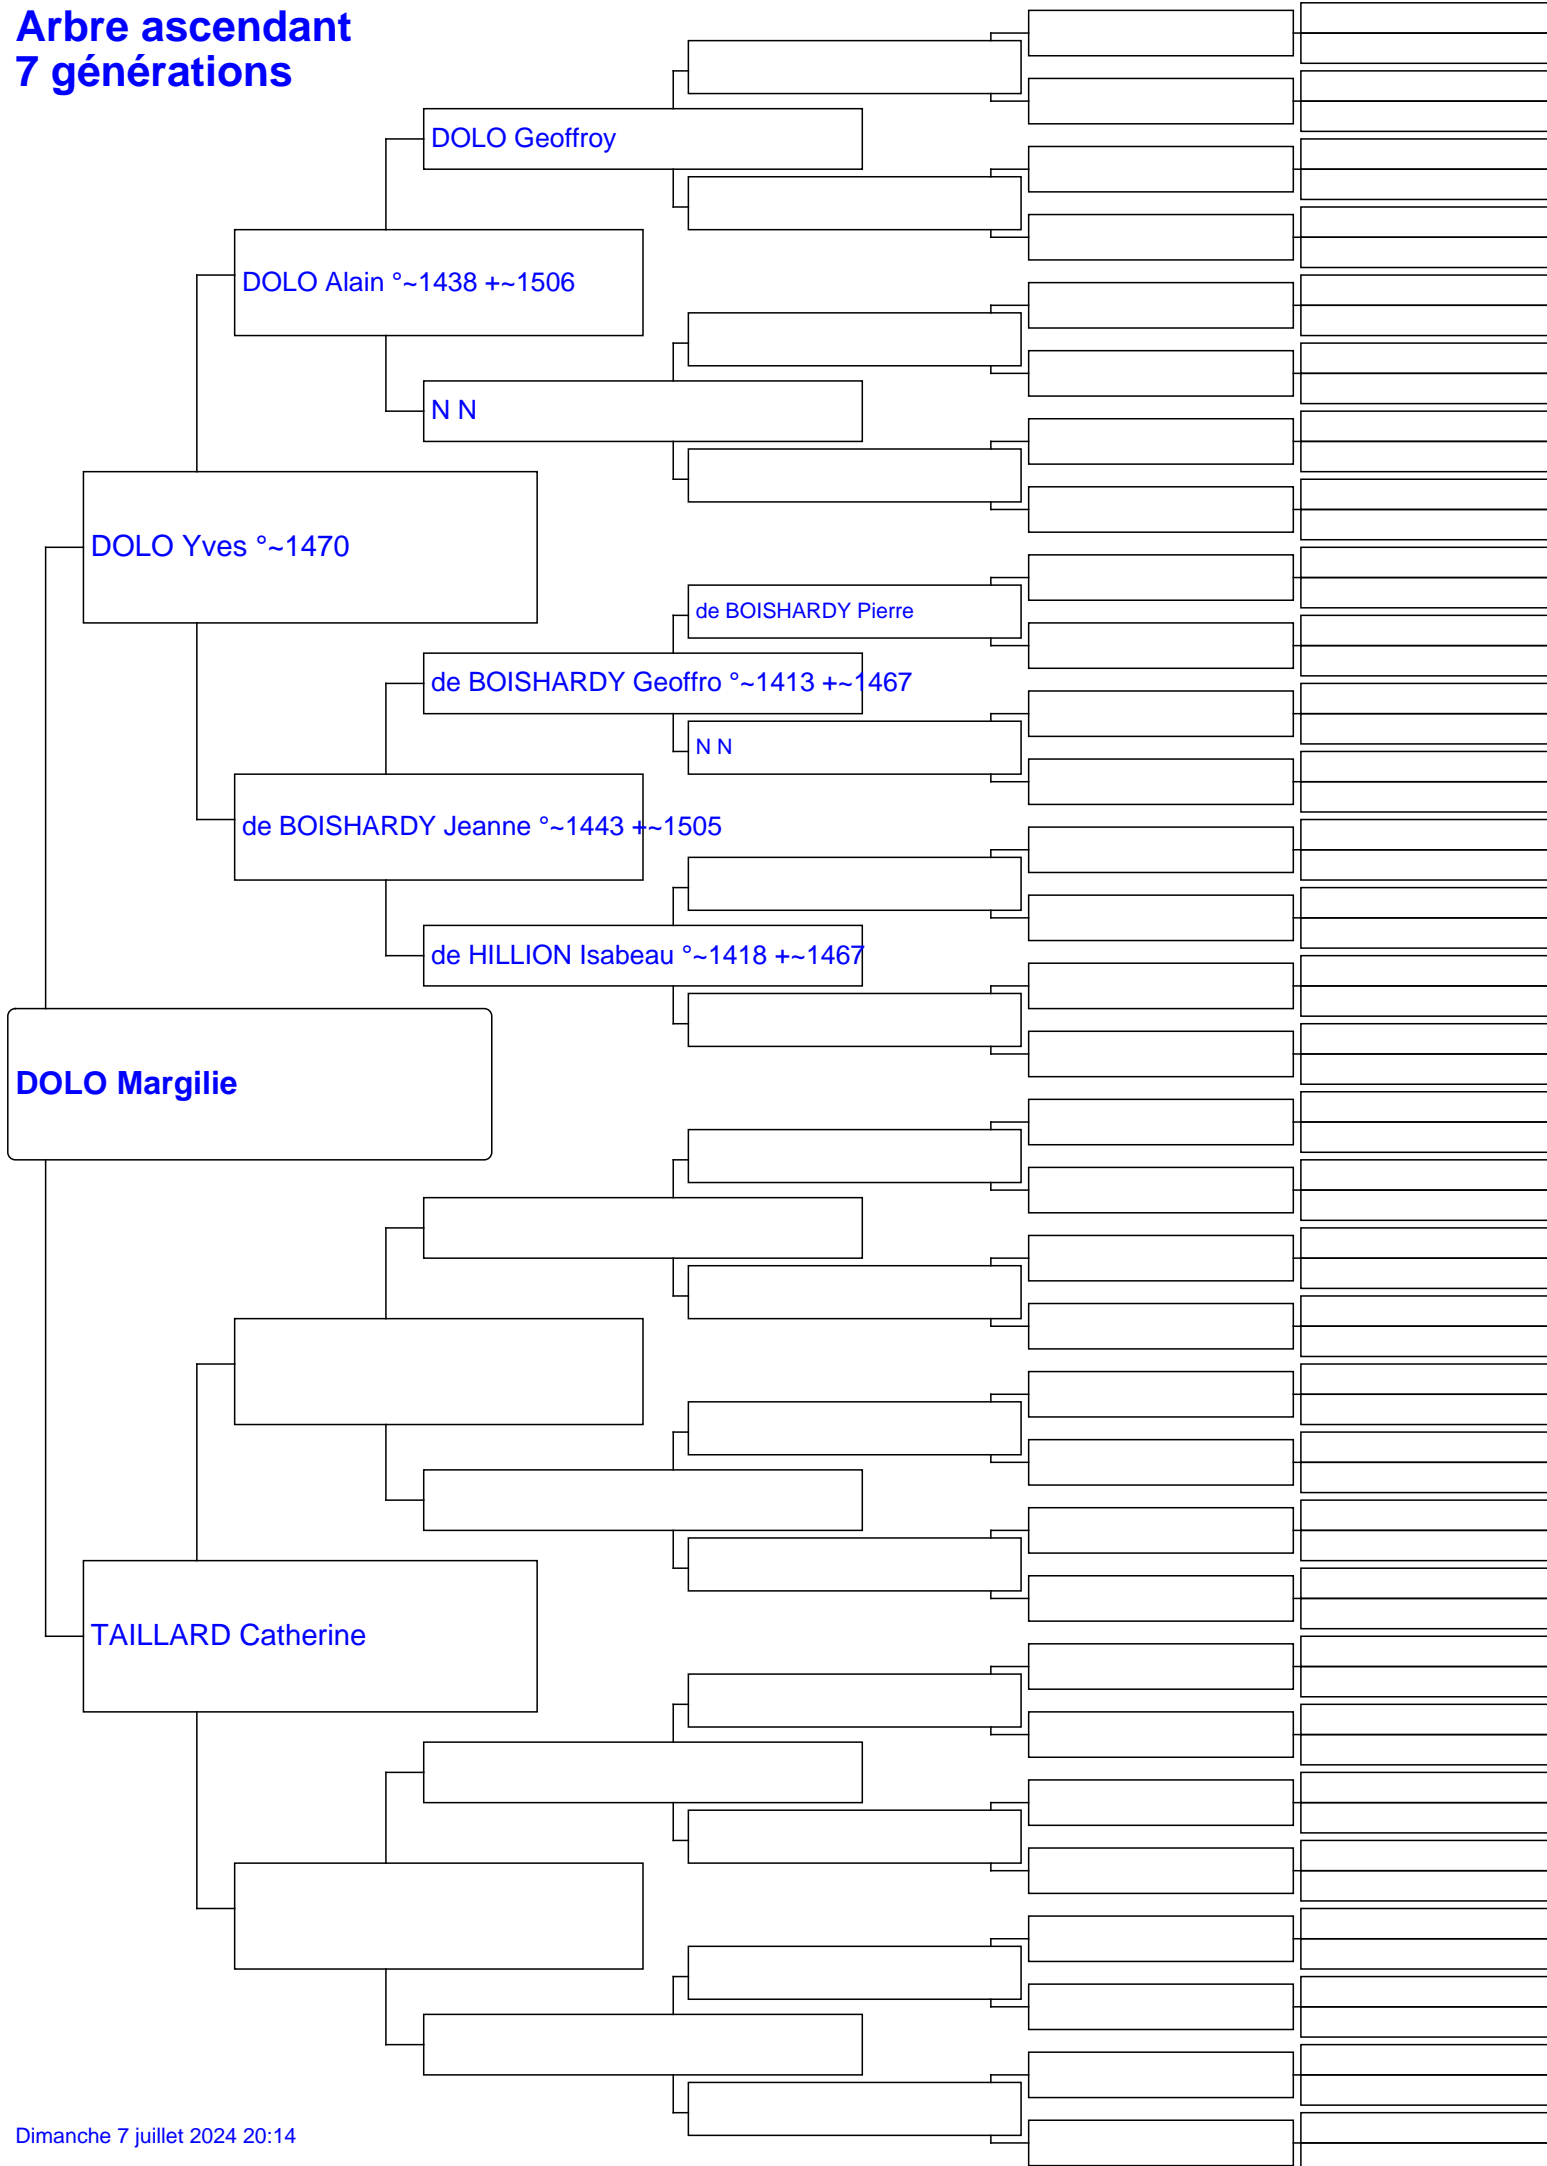 Arbre ascendant
7 générations
DOLO Geoffroy
DOLO Alain °~1438 +~1506
N N
DOLO Yves °~1470
de BOISHARDY Pierre
de BOISHARDY Geoffro °~1413 +~1467
N N
de BOISHARDY Jeanne °~1443 +~1505
de HILLION Isabeau °~1418 +~1467
DOLO Margilie
TAILLARD Catherine
Dimanche 7 juillet 2024 20:14